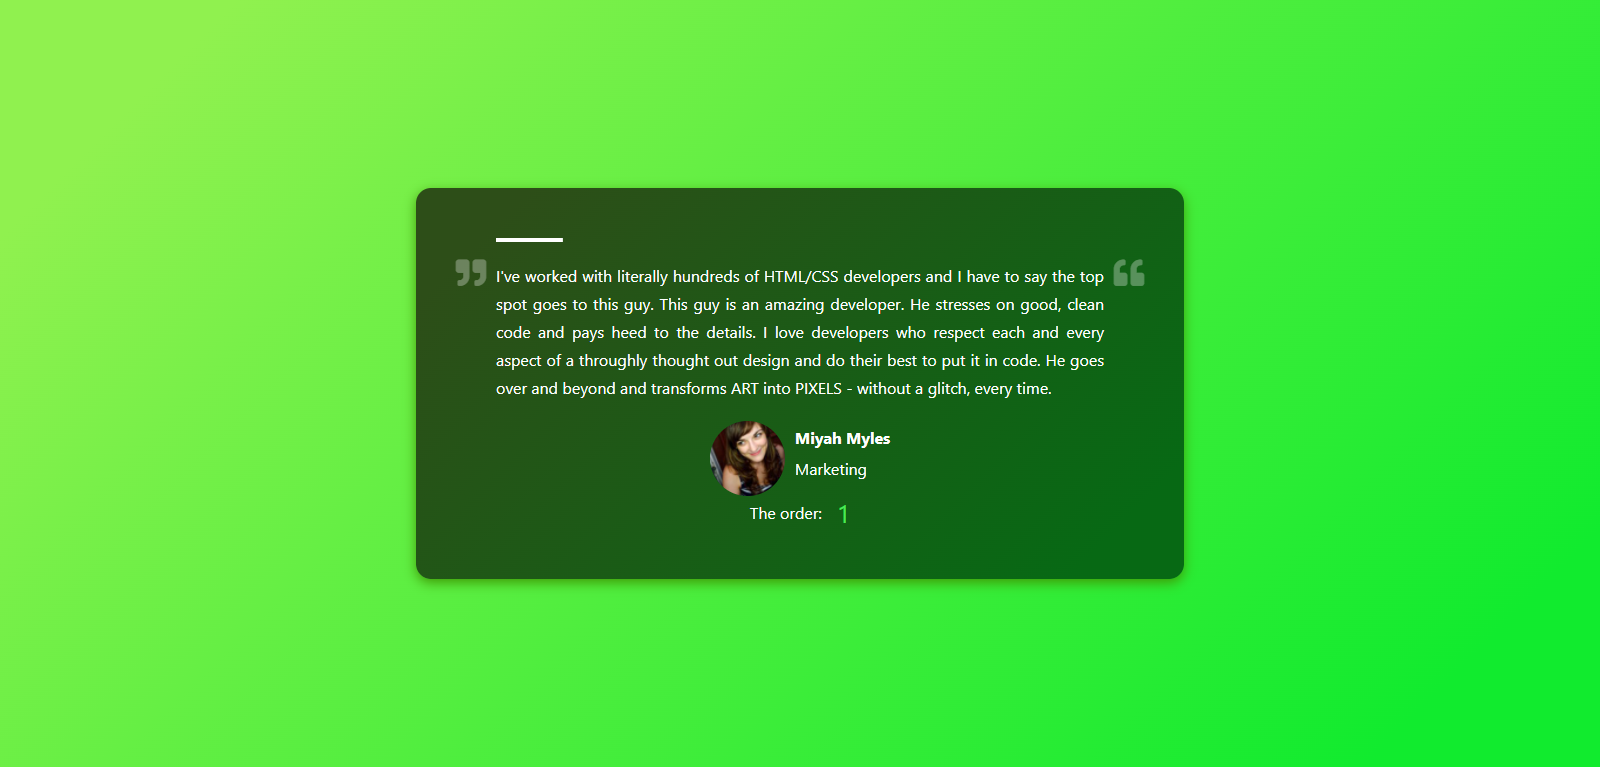 I've worked with literally hundreds of HTML/CSS developers and I have to say the top
spot goes to this guy. This guy is an amazing developer. He stresses on good, clean
code and pays heed to the details. I love developers who respect each and every
aspect of a throughly thought out design and do their best to put it in code. He goes
over and beyond and transforms ART into PIXELS - without a glitch, every time.
Miyah Myles
Marketing
The order: 1